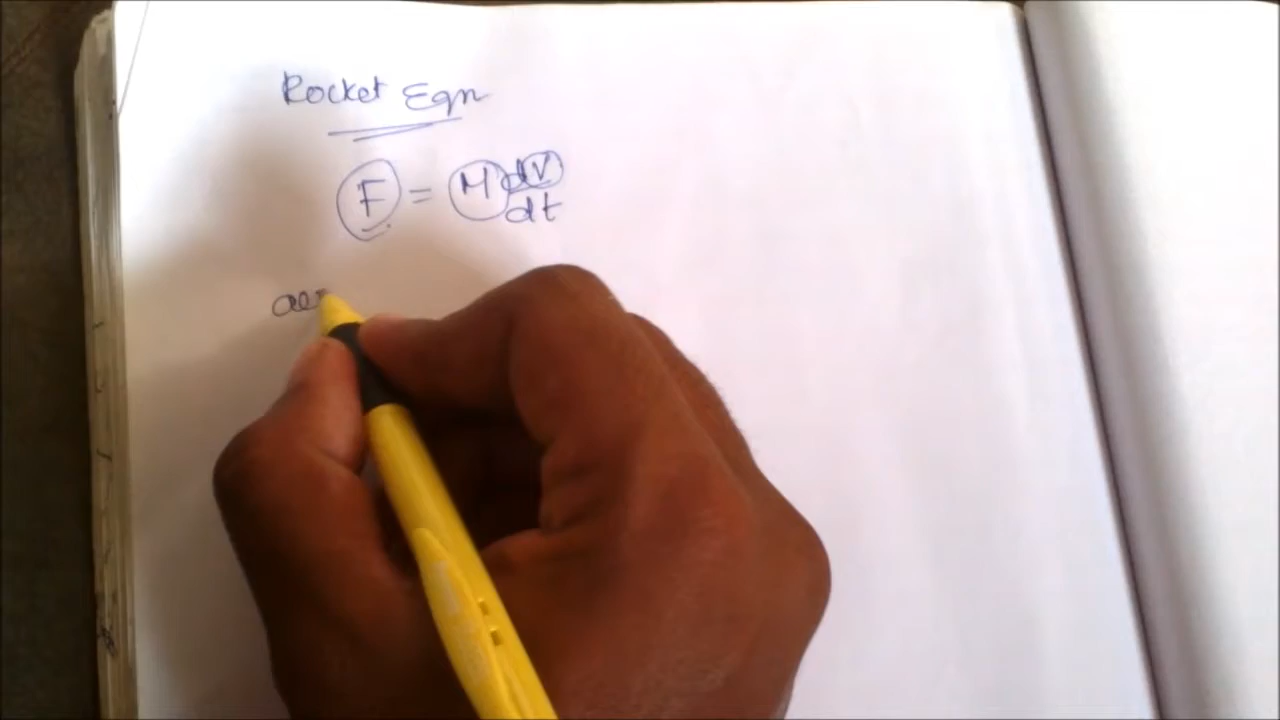 Rocket Eqn
F = M dV/dt